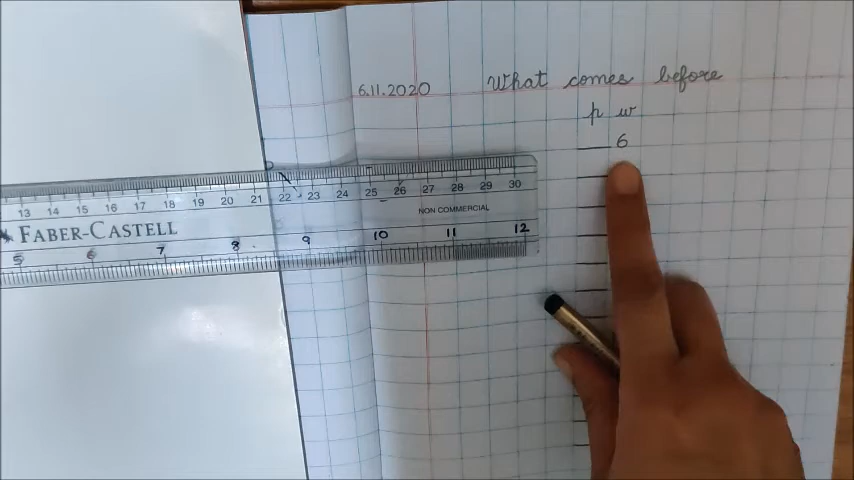 6.11.2020 What comes before
p w
__ 6
13 14 15 16 17 18 19 20 21 22 23 24 25 26 27 28 29 30
FABER-CASTELL
NON COMMERCIAL
5 6 7 8 9 10 11 12